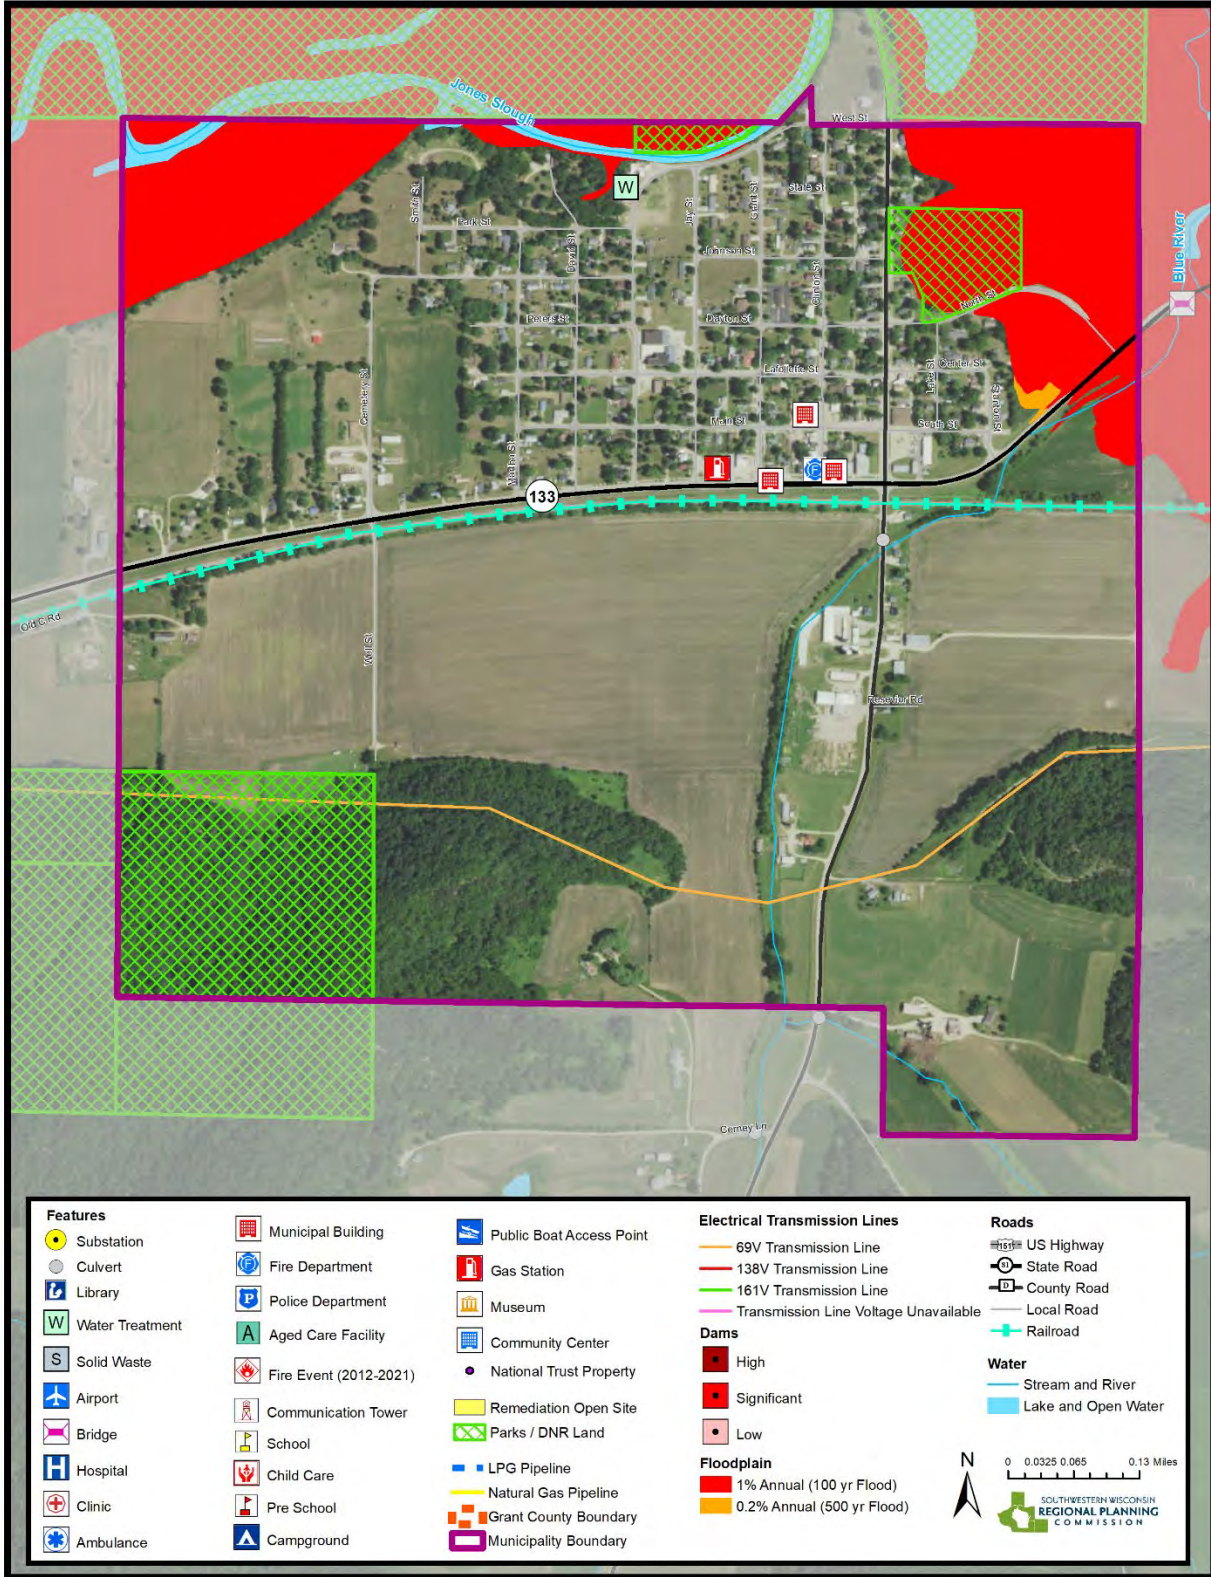 Jones Slough
West St
W
Smith St
Park St
David St
Jay St
Grant St
State St
Johnson St
Clinton St
Blue River
North St
Peters St
Dayton St
Lafollette St
Center St
Lake St
Stanton St
Cemetery St
Main St
South St
F
133
Old C Rd
Reservior Rd
Cemey Ln
Features
Substation
Culvert
Library
W Water Treatment
S Solid Waste
Airport
Bridge
H Hospital
Clinic
Ambulance
Municipal Building
F Fire Department
P Police Department
A Aged Care Facility
Fire Event (2012-2021)
Communication Tower
School
Child Care
Pre School
Campground
Public Boat Access Point
Gas Station
Museum
Community Center
National Trust Property
Remediation Open Site
Parks / DNR Land
LPG Pipeline
Natural Gas Pipeline
Grant County Boundary
Municipality Boundary
Electrical Transmission Lines
69V Transmission Line
138V Transmission Line
161V Transmission Line
Transmission Line Voltage Unavailable
Dams
High
Significant
Low
Floodplain
1% Annual (100 yr Flood)
0.2% Annual (500 yr Flood)
Roads
151 US Highway
81 State Road
D County Road
Local Road
Railroad
Water
Stream and River
Lake and Open Water
N
0 0.0325 0.065 0.13 Miles
SOUTHWESTERN WISCONSIN
REGIONAL PLANNING
COMMISSION